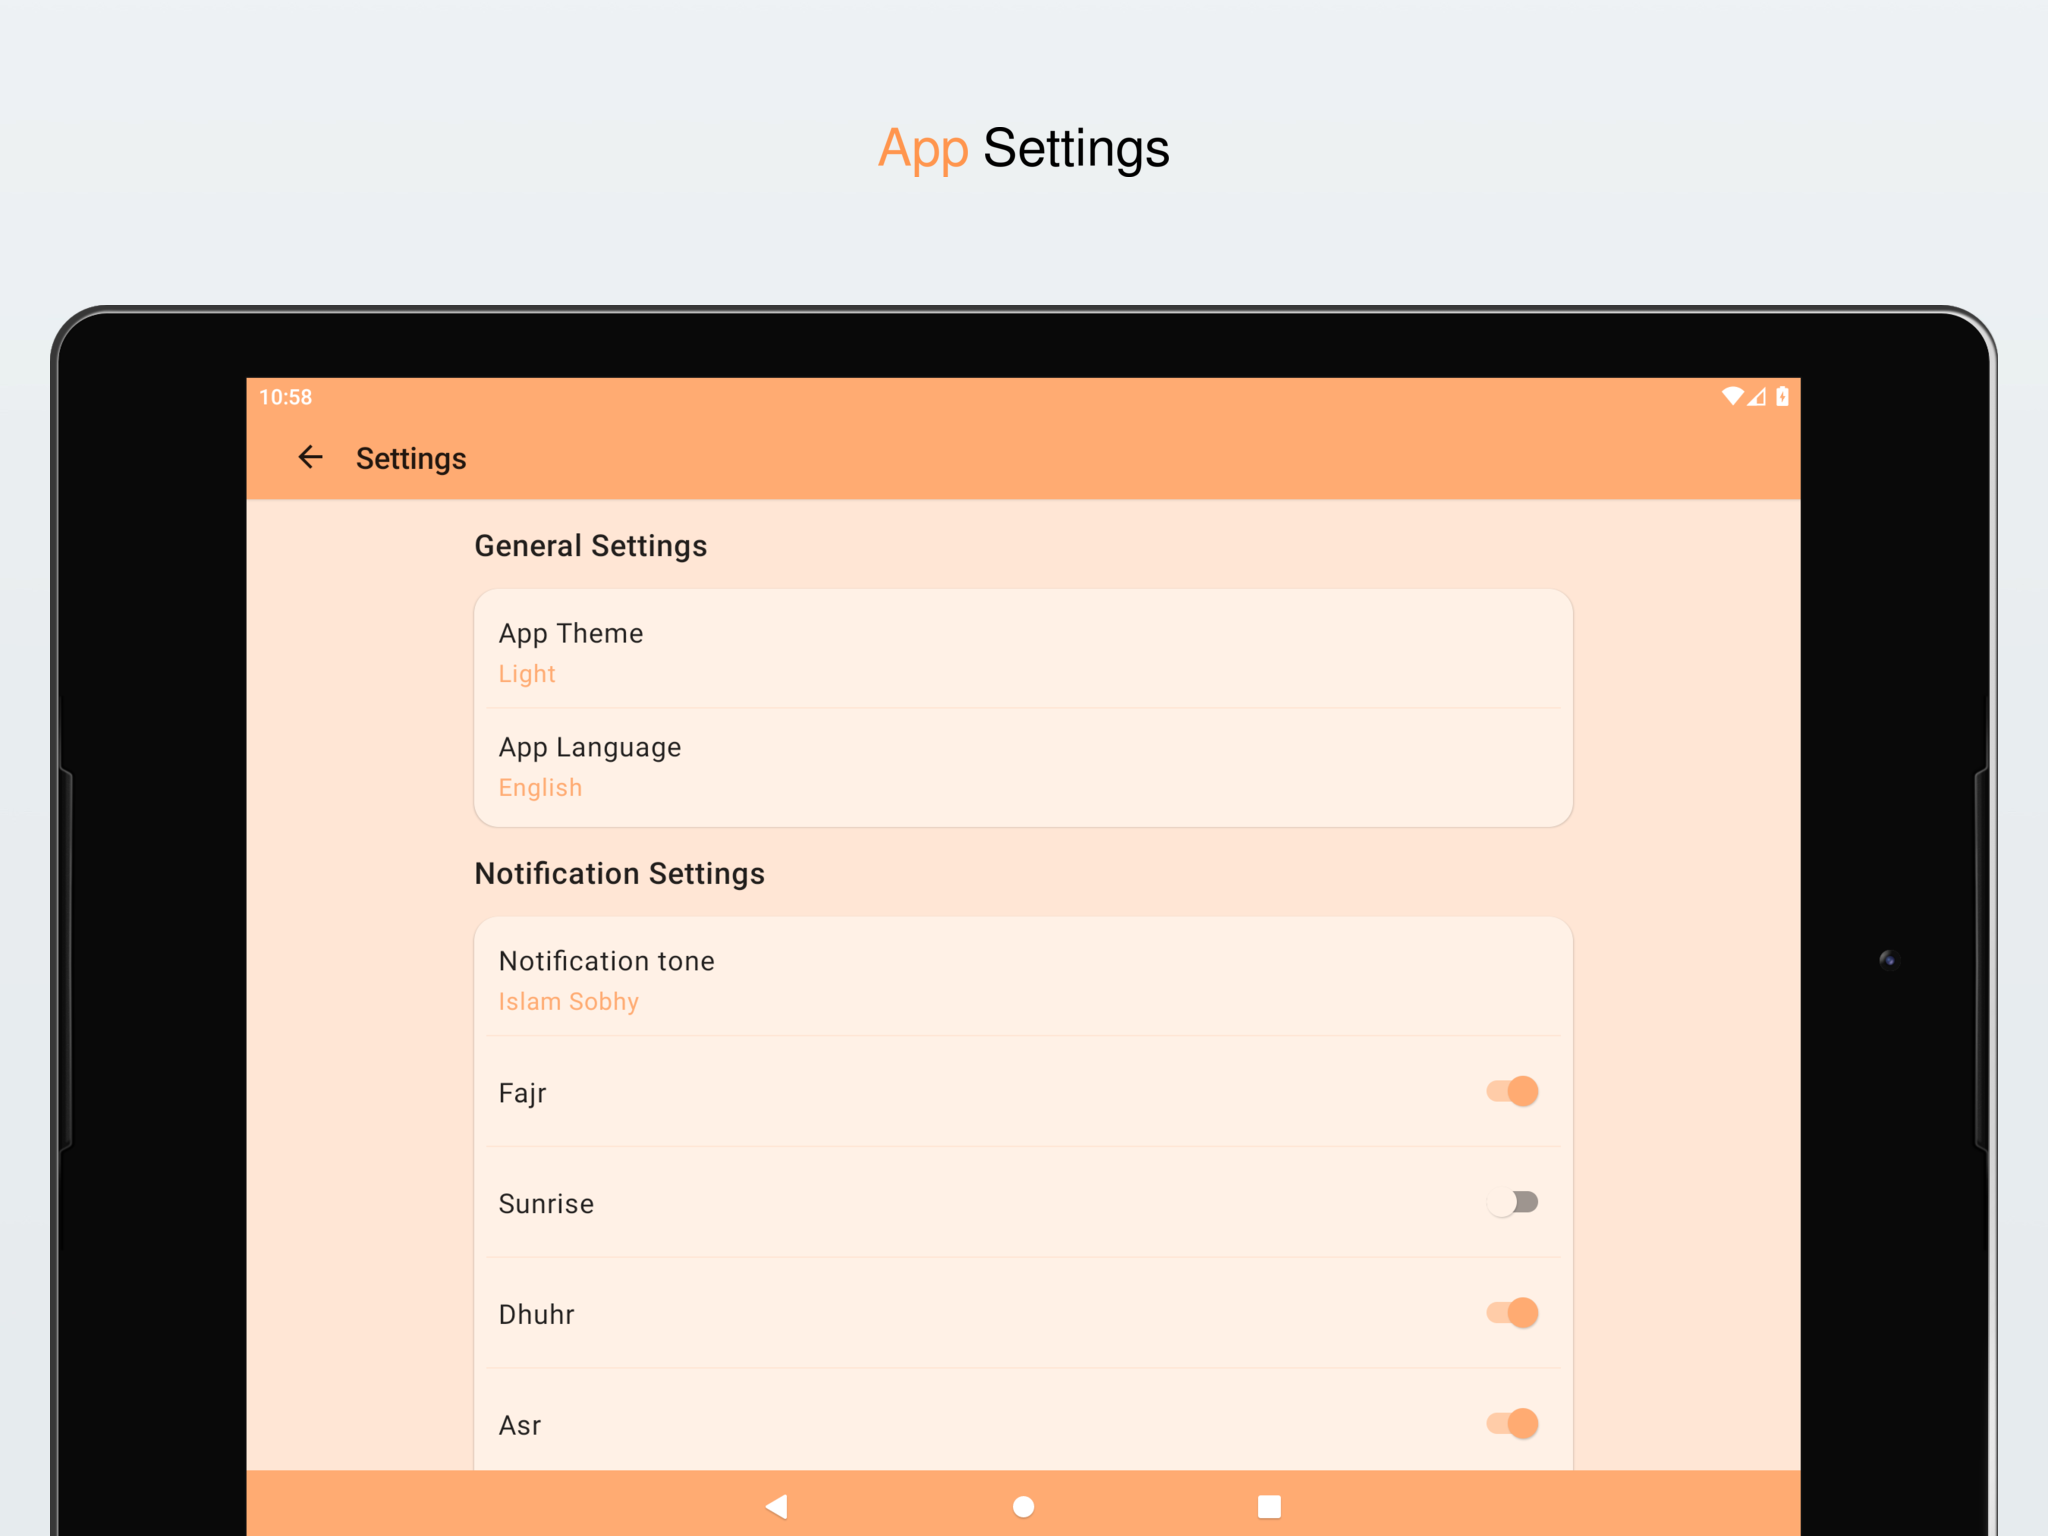 App Settings
10:58
Settings
General Settings
App Theme
Light
App Language
English
Notification Settings
Notification tone
Islam Sobhy
Fajr
Sunrise
Dhuhr
Asr